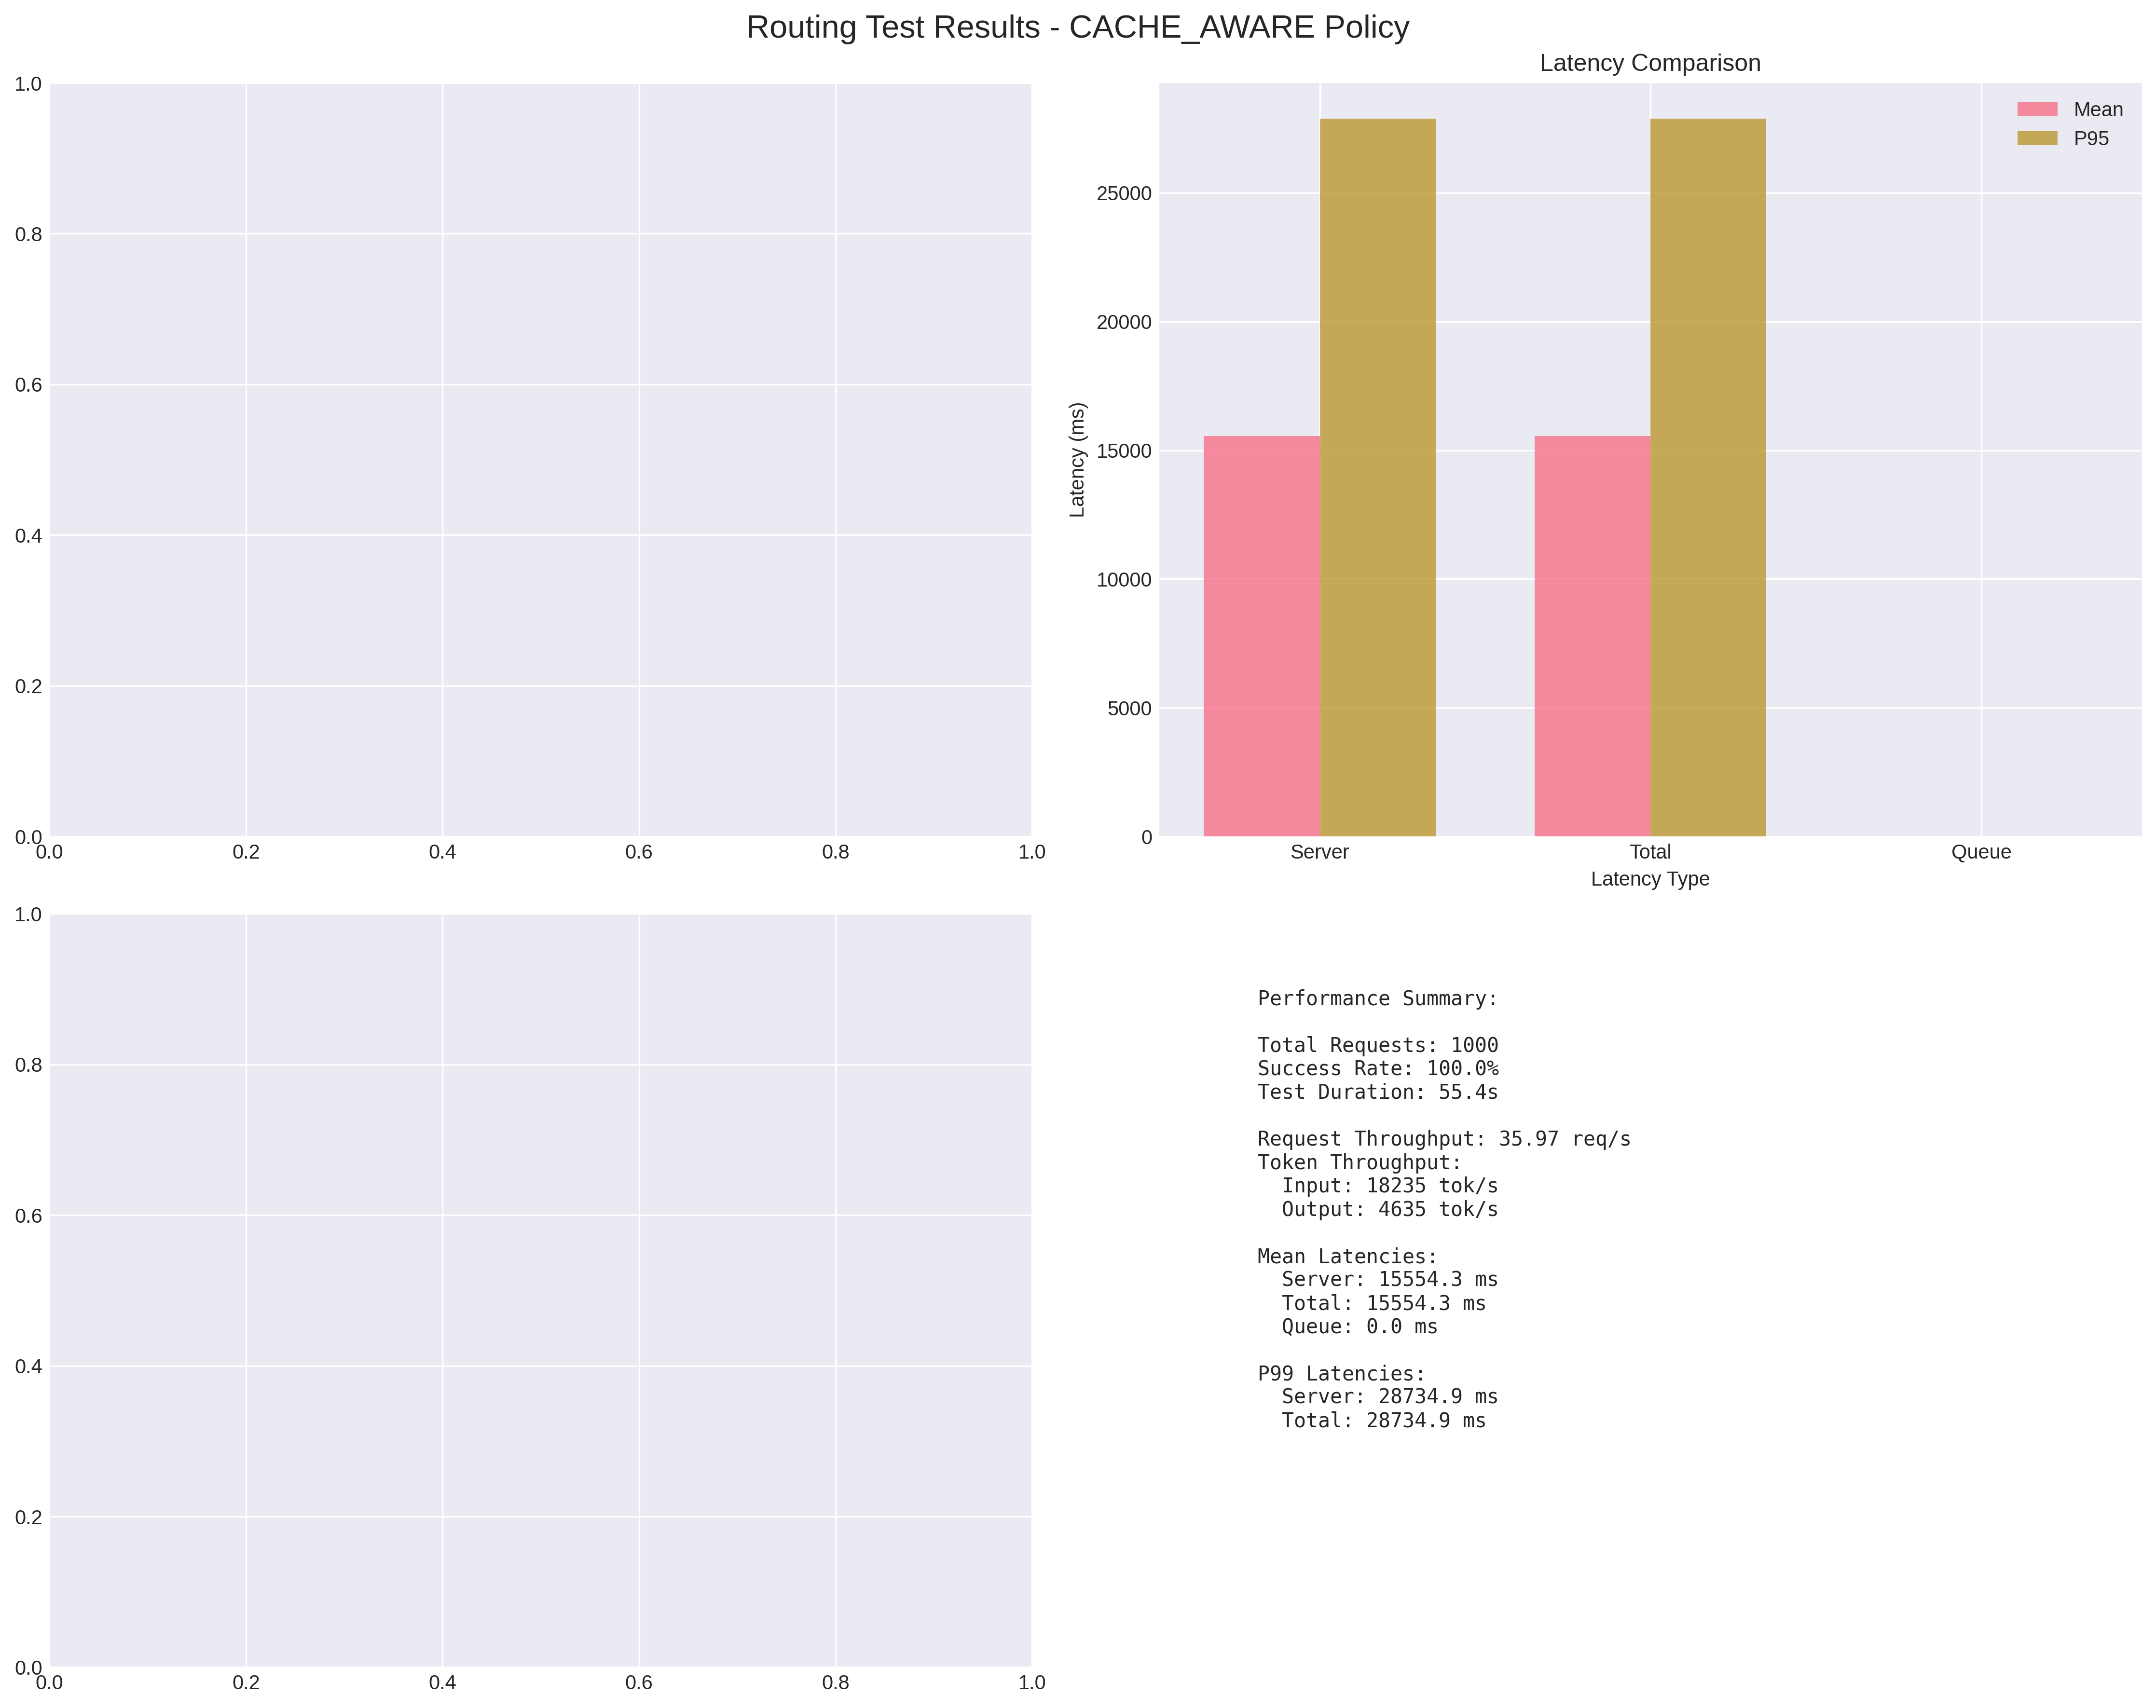 Routing Test Results - CACHE_AWARE Policy
1.0
0.8
0.6
0.4
0.2
0.0
0.0 0.2 0.4 0.6 0.8 1.0
Latency Comparison
Mean
P95
Latency (ms)
25000
20000
15000
10000
5000
0
Server Total Queue
Latency Type
1.0
0.8
0.6
0.4
0.2
0.0
0.0 0.2 0.4 0.6 0.8 1.0
Performance Summary:
Total Requests: 1000
Success Rate: 100.0%
Test Duration: 55.4s
Request Throughput: 35.97 req/s
Token Throughput:
Input: 18235 tok/s
Output: 4635 tok/s
Mean Latencies:
Server: 15554.3 ms
Total: 15554.3 ms
Queue: 0.0 ms
P99 Latencies:
Server: 28734.9 ms
Total: 28734.9 ms